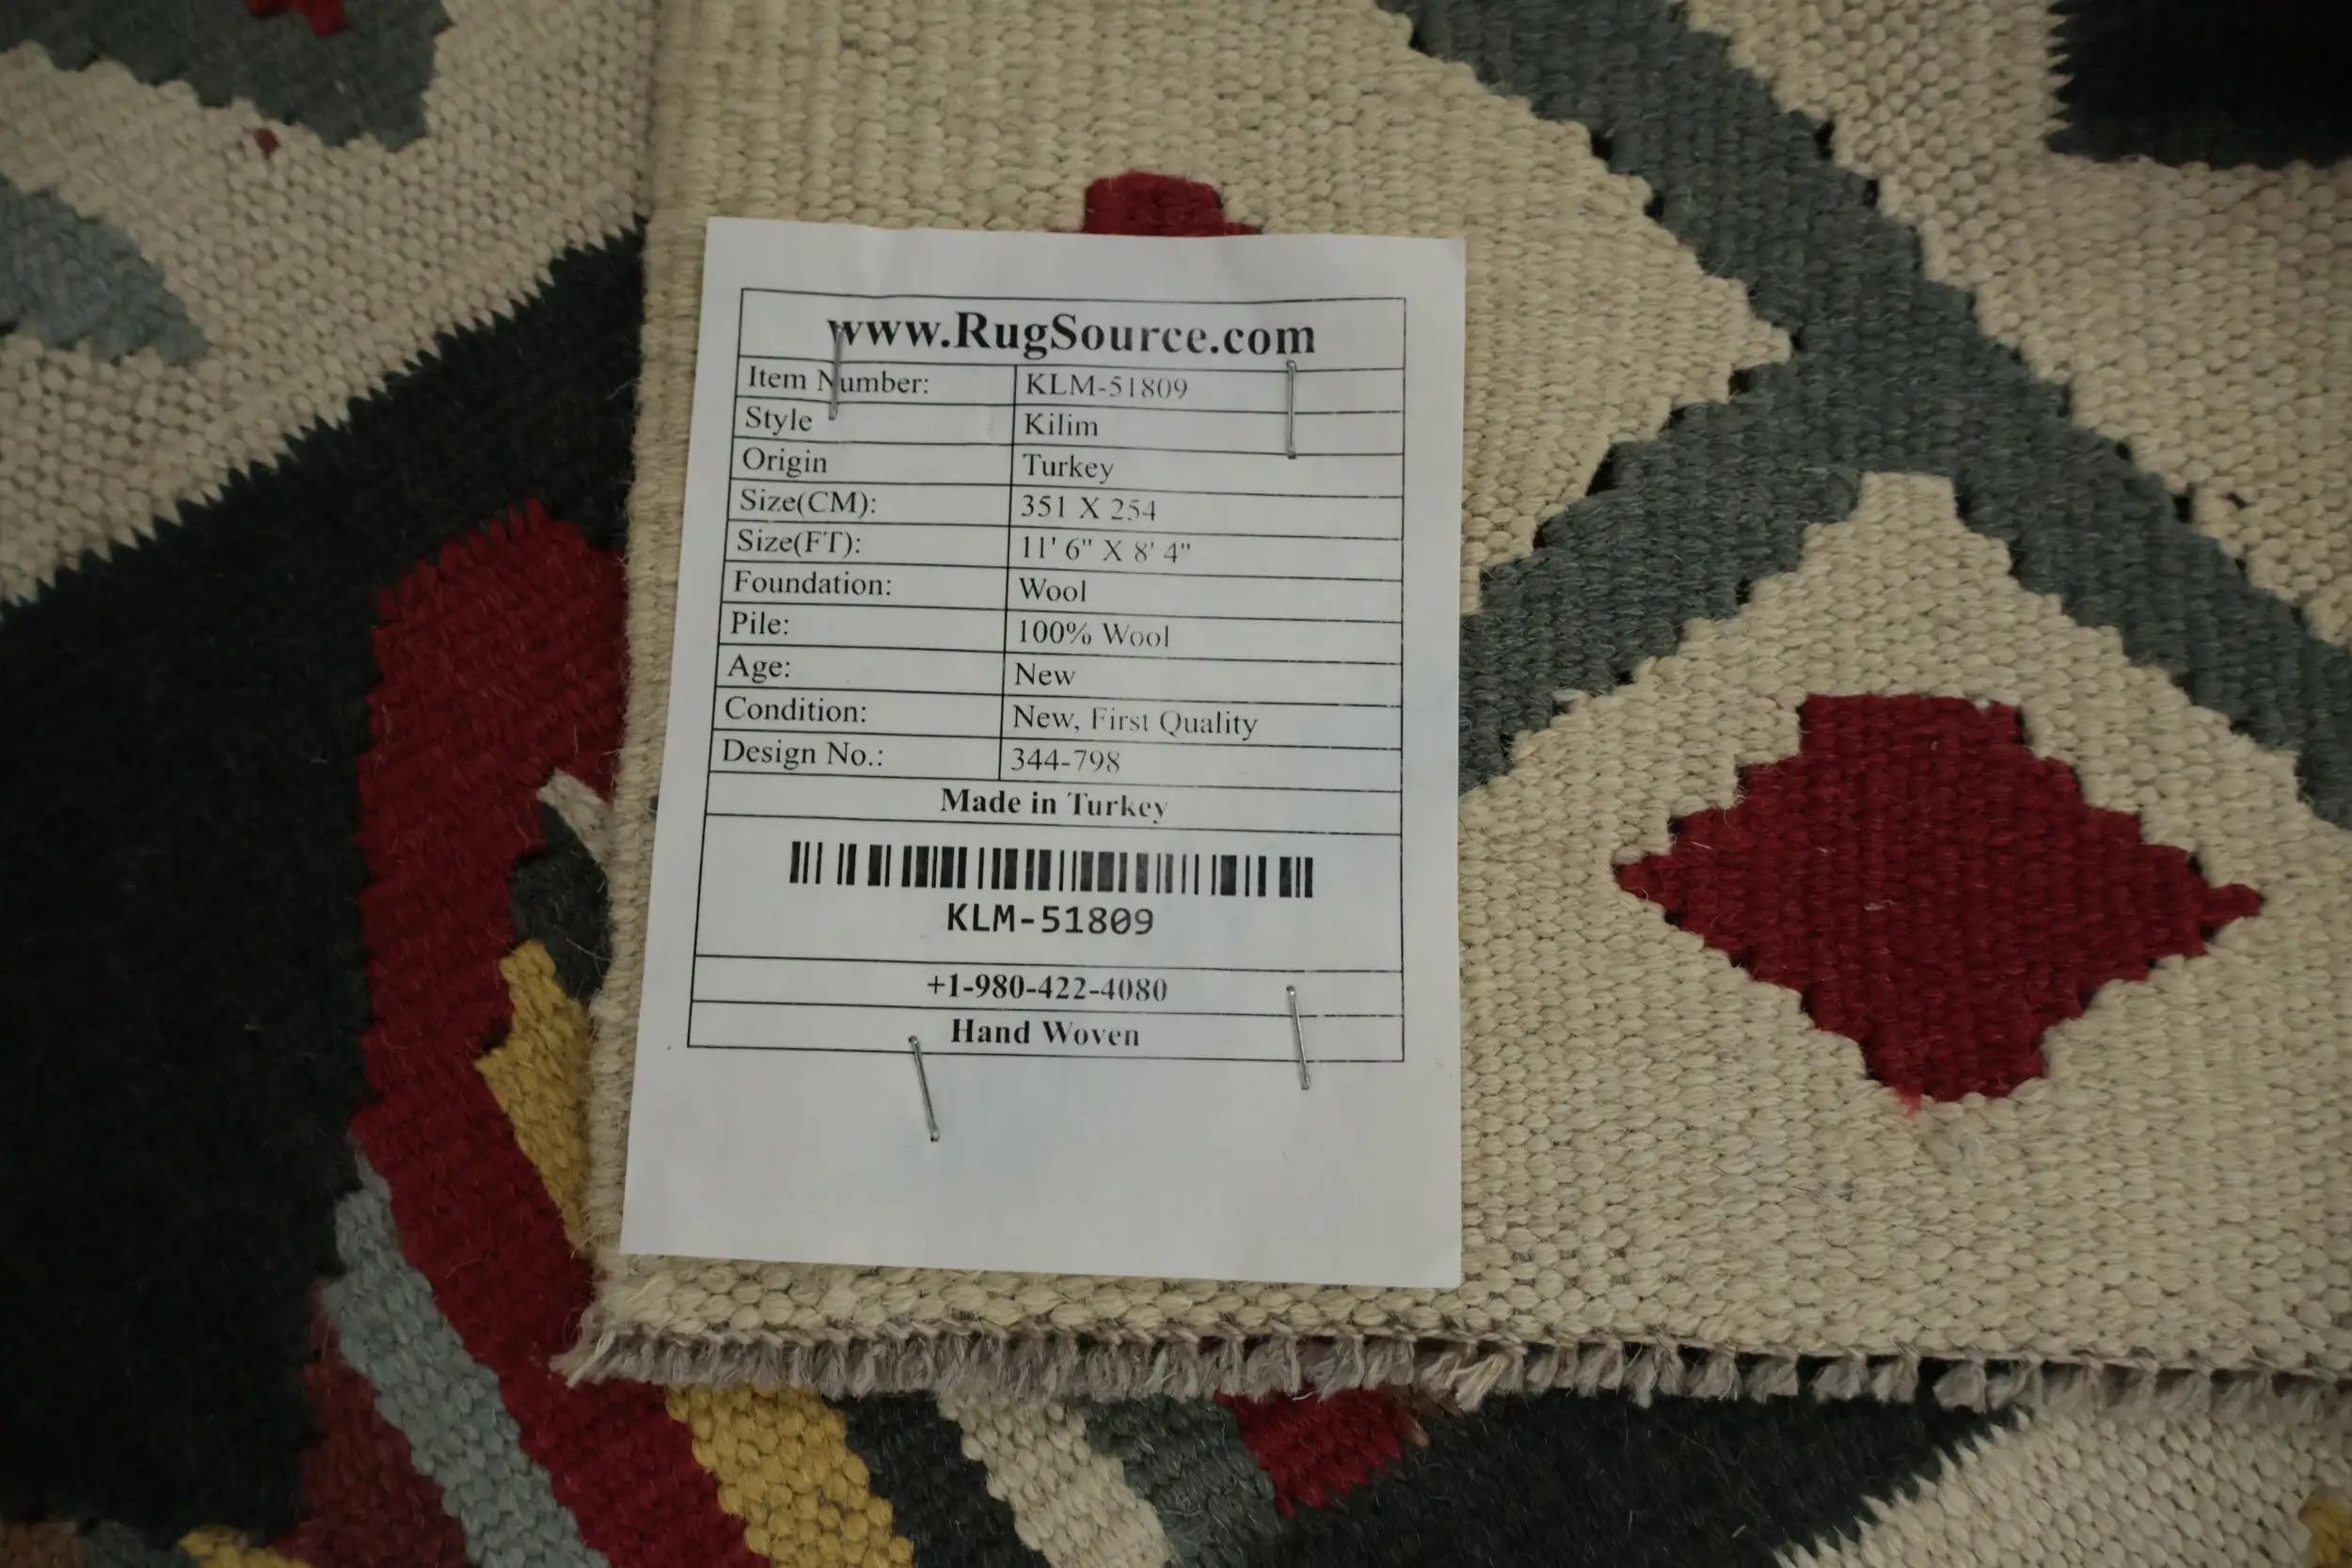 www.RugSource.com
Item Number: KLM-51809
Style Kilim
Origin Turkey
Size(CM): 351 X 254
Size(FT): 11' 6" X 8' 4"
Foundation: Wool
Pile: 100% Wool
Age: New
Condition: New, First Quality
Design No.: 344-798
Made in Turkey
KLM-51809
+1-980-422-4080
Hand Woven